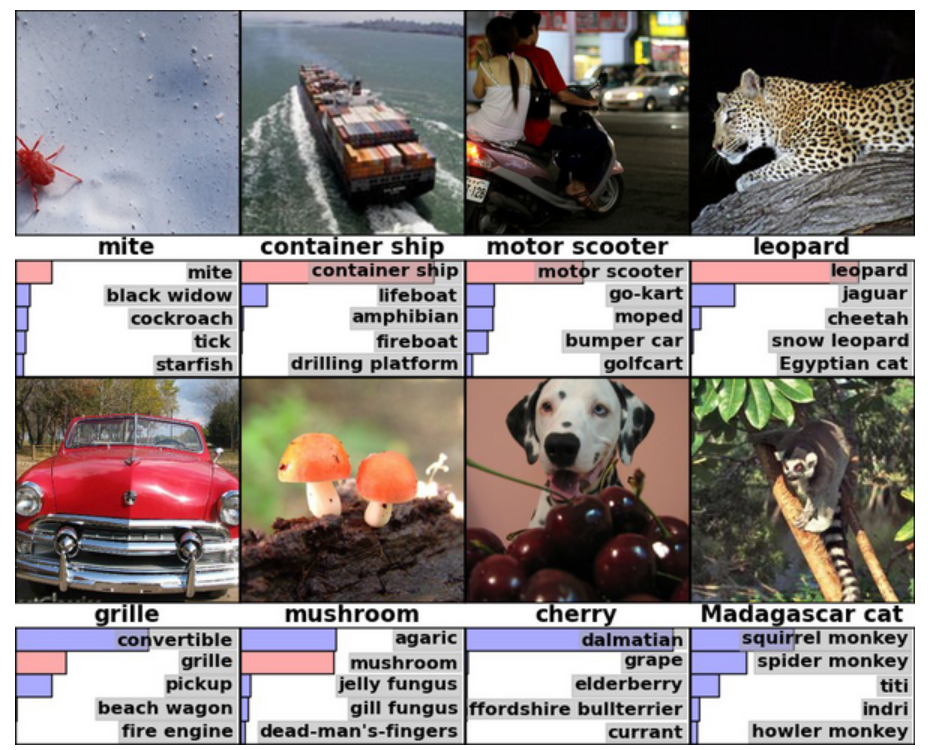 mite
container ship
motor scooter
leopard
mite
black widow
cockroach
tick
starfish
container ship
lifeboat
amphibian
fireboat
drilling platform
motor scooter
go-kart
moped
bumper car
golfcart
leopard
jaguar
cheetah
snow leopard
Egyptian cat
grille
mushroom
cherry
Madagascar cat
convertible
grille
pickup
beach wagon
fire engine
agaric
mushroom
jelly fungus
gill fungus
dead-man's-fingers
dalmatian
grape
elderberry
ffordshire bullterrier
currant
squirrel monkey
spider monkey
titi
indri
howler monkey